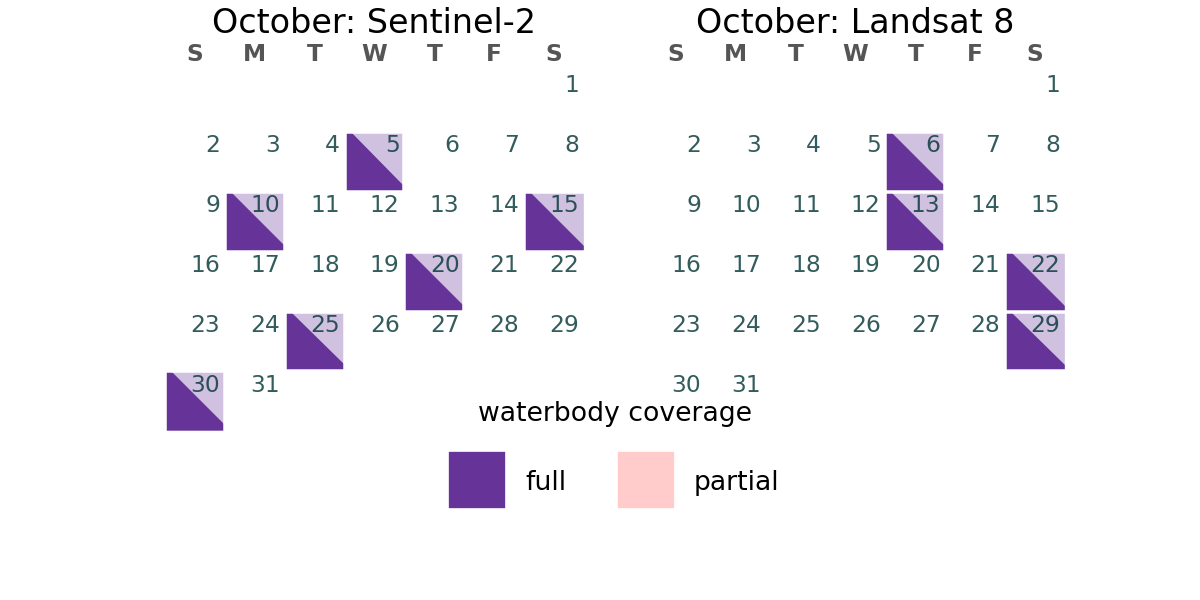 October: Sentinel-2
S M T W T F S
1
2 3 4 5 6 7 8
9 10 11 12 13 14 15
16 17 18 19 20 21 22
23 24 25 26 27 28 29
30 31
October: Landsat 8
S M T W T F S
1
2 3 4 5 6 7 8
9 10 11 12 13 14 15
16 17 18 19 20 21 22
23 24 25 26 27 28 29
30 31
waterbody coverage
full partial